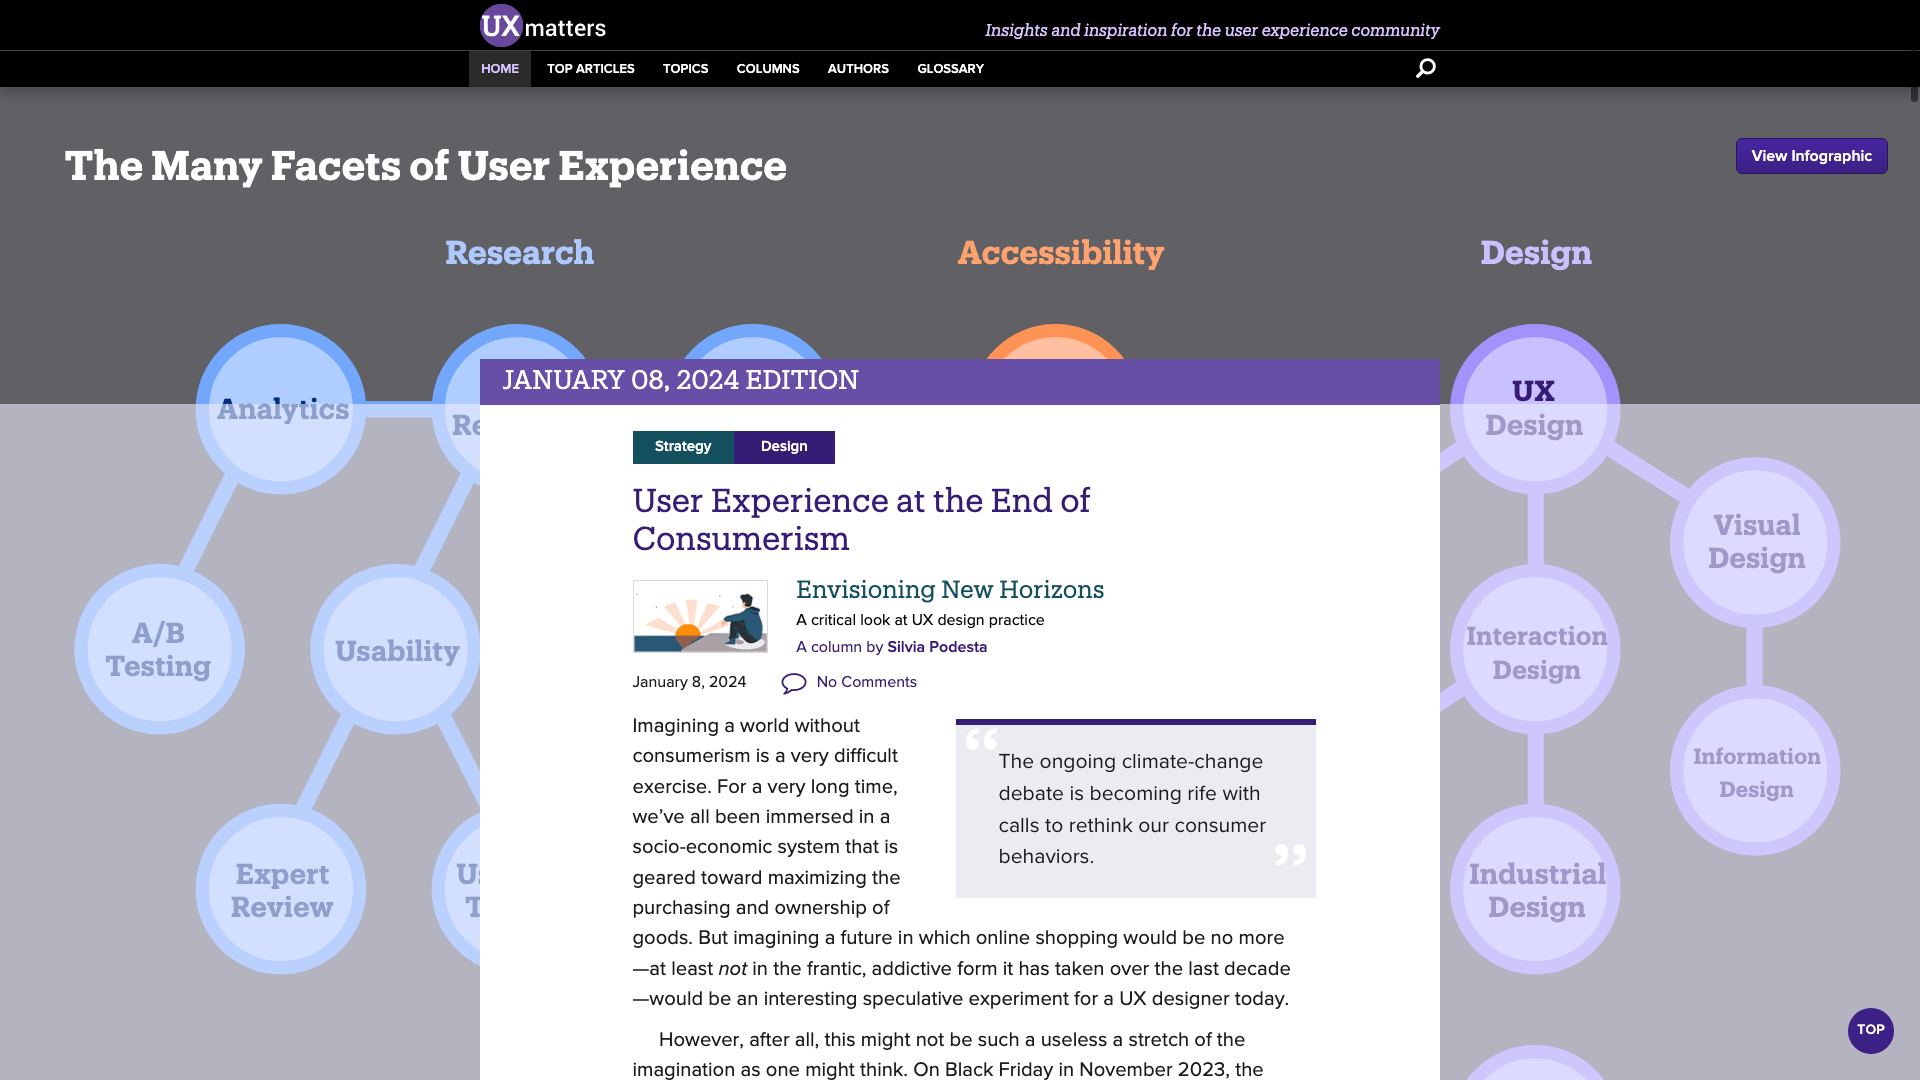 UXmatters
Insights and inspiration for the user experience community
HOME TOP ARTICLES TOPICS COLUMNS AUTHORS GLOSSARY
The Many Facets of User Experience
View Infographic
Research
Accessibility
Design
JANUARY 08, 2024 EDITION
Analytics
Re
UX
Design
Strategy
Design
User Experience at the End of
Consumerism
Visual
Design
Envisioning New Horizons
A critical look at UX design practice
A column by Silvia Podesta
A/B
Testing
Usability
Interaction
Design
January 8, 2024
No Comments
Imagining a world without
consumerism is a very difficult
exercise. For a very long time,
we’ve all been immersed in a
socio-economic system that is
geared toward maximizing the
purchasing and ownership of
“
The ongoing climate-change
debate is becoming rife with
calls to rethink our consumer
behaviors.
”
Information
Design
Expert
Review
Industrial
Design
goods. But imagining a future in which online shopping would be no more
—at least not in the frantic, addictive form it has taken over the last decade
—would be an interesting speculative experiment for a UX designer today.
However, after all, this might not be such a useless a stretch of the
imagination as one might think. On Black Friday in November 2023, the
TOP